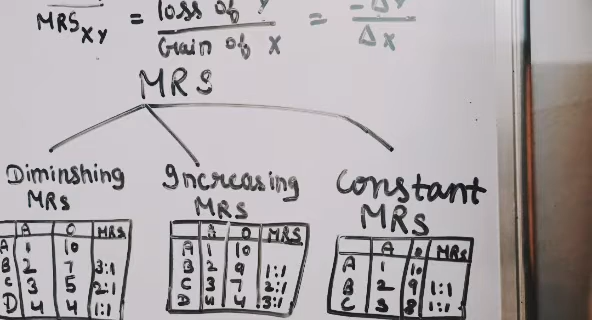 MRS XY = loss of Y / Gain of X = -ΔY / ΔX
MRS
Diminshing MRS
A O MRS
A 1 10
B 2 7 3:1
C 3 5 2:1
D 4 4 1:1
Increasing MRS
A O MRS
A 1 10
B 2 9 1:1
C 3 7 2:1
D 4 4 3:1
Constant MRS
A O MRS
A 1 10
B 2 9 1:1
C 3 8 1:1